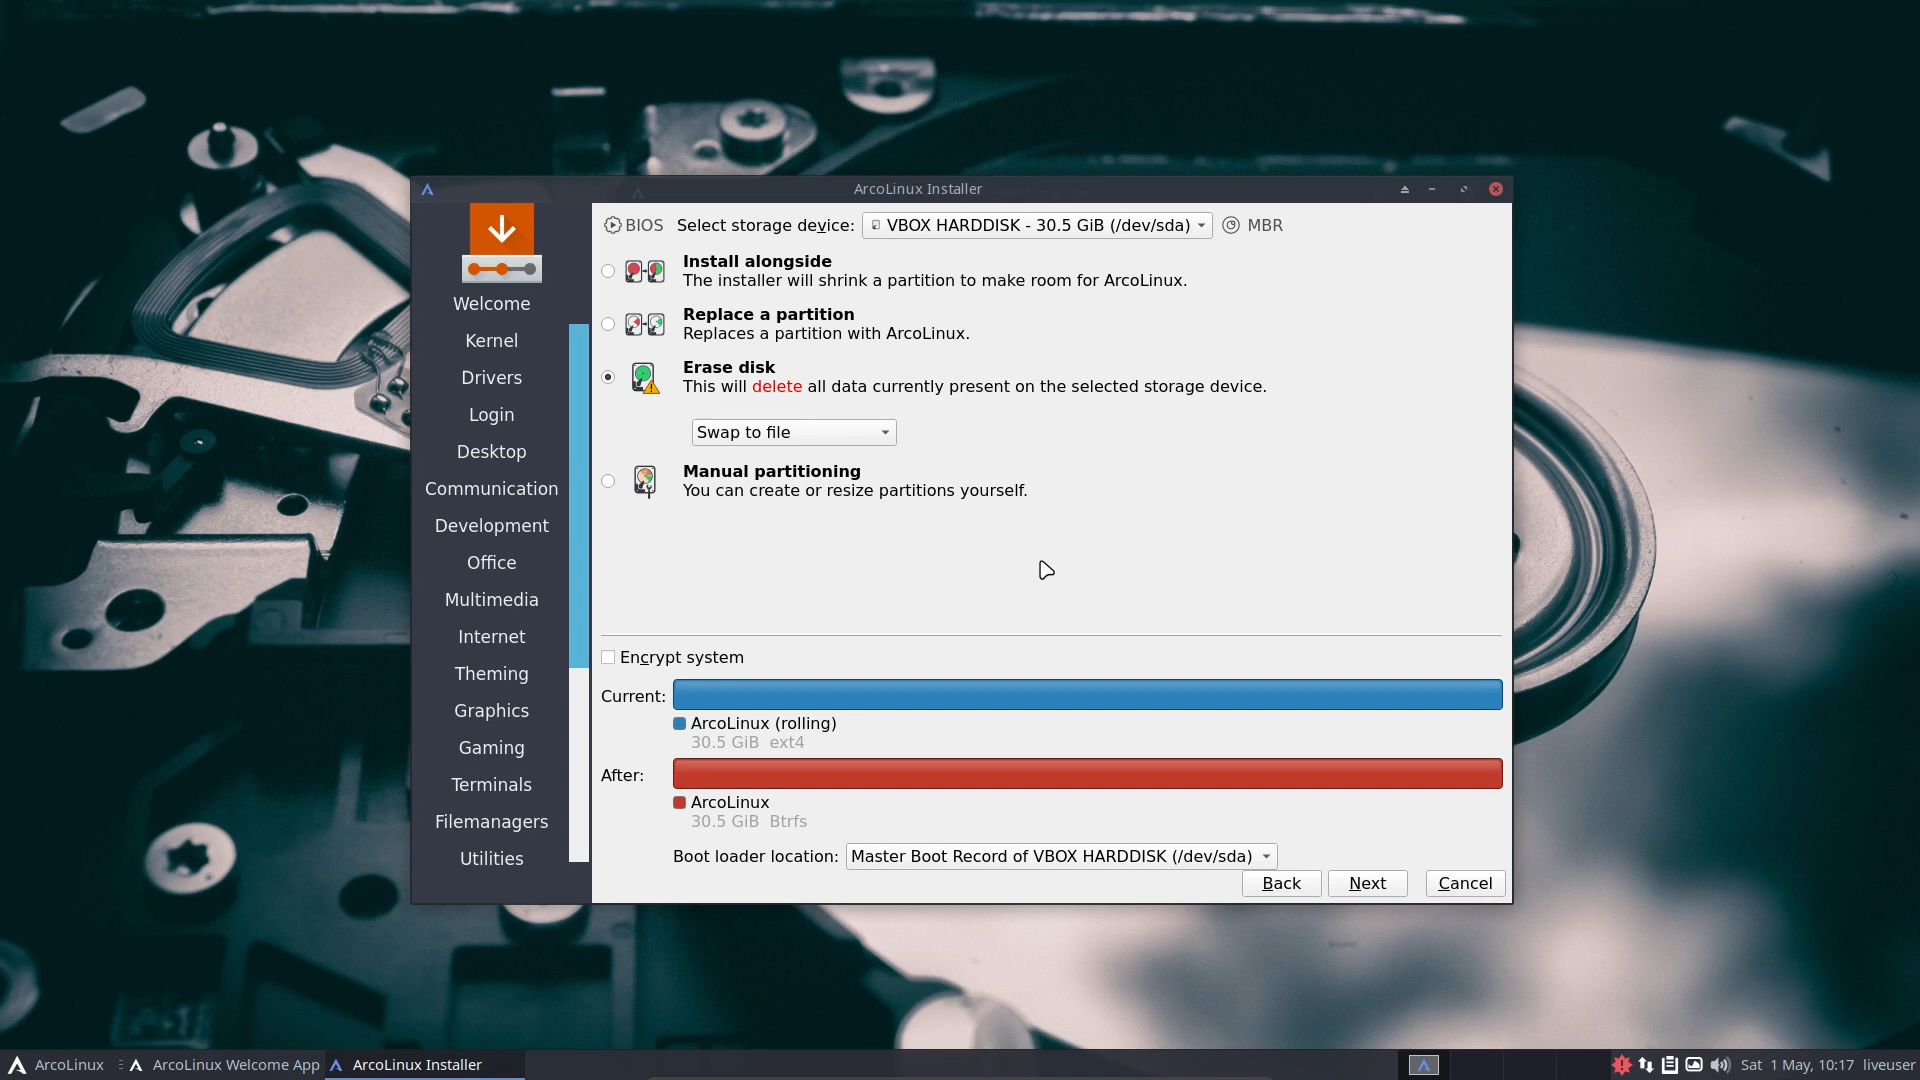 ArcoLinux Installer
BIOS Select storage device: VBOX HARDDISK - 30.5 GiB (/dev/sda) MBR
Install alongside
The installer will shrink a partition to make room for ArcoLinux.
Replace a partition
Replaces a partition with ArcoLinux.
Erase disk
This will delete all data currently present on the selected storage device.
Swap to file
Manual partitioning
You can create or resize partitions yourself.
Welcome
Kernel
Drivers
Login
Desktop
Communication
Development
Office
Multimedia
Internet
Theming
Graphics
Gaming
Terminals
Filemanagers
Utilities
Encrypt system
Current:
ArcoLinux (rolling)
30.5 GiB ext4
After:
ArcoLinux
30.5 GiB Btrfs
Boot loader location: Master Boot Record of VBOX HARDDISK (/dev/sda)
Back Next Cancel
ArcoLinux ArcoLinux Welcome App ArcoLinux Installer Sat 1 May, 10:17 liveuser